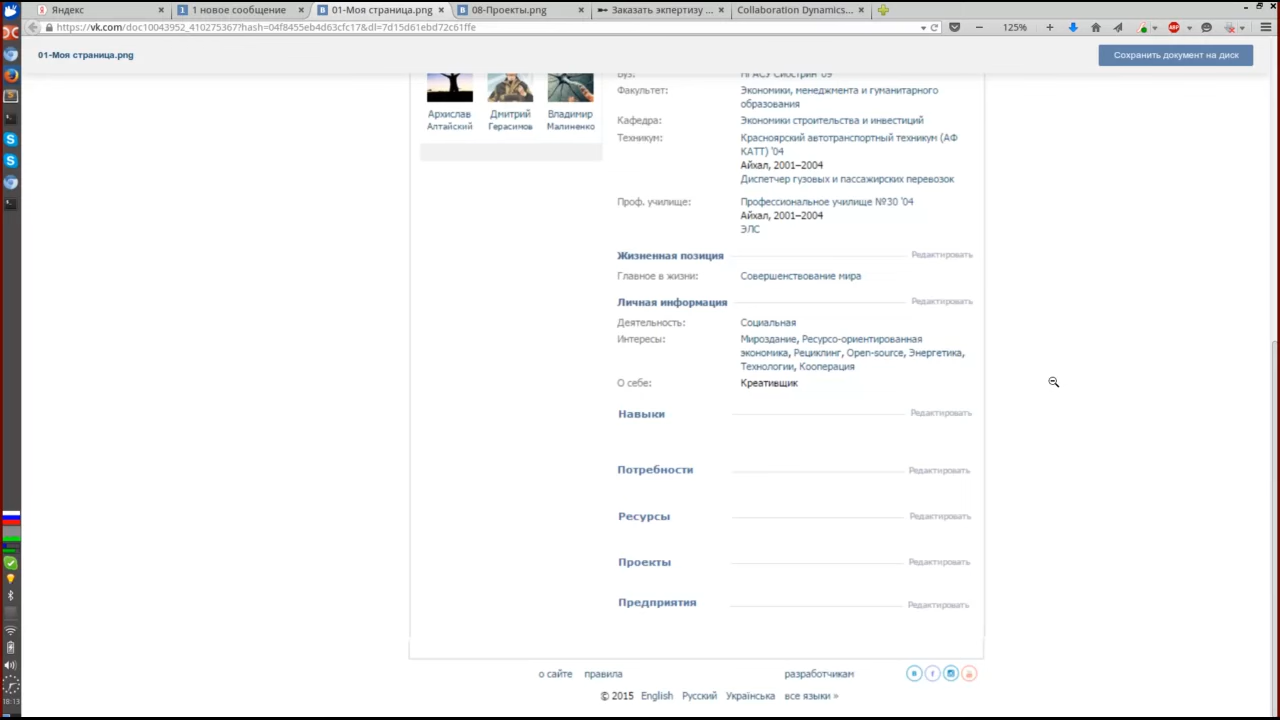 Яндекс
1 новое сообщение
01-Моя страница.png
08-Проекты.png
Заказать экпертизу ...
Collaboration Dynamics...
https://vk.com/doc10043952_410275367?hash=04f8455eb4d63cfc17&dl=7d15d61ebd72c61ffe
125%
01-Моя страница.png
Сохранить документ на диск
Архислав Алтайский
Дмитрий Герасимов
Владимир Малиненко
Вуз: НГАСУ Сибстрин '09
Факультет: Экономики, менеджмента и гуманитарного
образования
Кафедра: Экономики строительства и инвестиций
Техникум: Красноярский автотранспортный техникум (АФ
КАТТ) '04
Айхал, 2001–2004
Диспетчер гузовых и пассажирских перевозок
Проф. училище: Профессиональное училище №30 '04
Айхал, 2001–2004
ЭЛС
Жизненная позиция Редактировать
Главное в жизни: Совершенствование мира
Личная информация Редактировать
Деятельность: Социальная
Интересы: Мироздание, Ресурсо-ориентированная
экономика, Рециклинг, Open-source, Энергетика,
Технологии, Кооперация
О себе: Креативщик
Навыки Редактировать
Потребности Редактировать
Ресурсы Редактировать
Проекты Редактировать
Предприятия Редактировать
о сайте правила разработчикам
© 2015 English Русский Українська все языки »
18:13